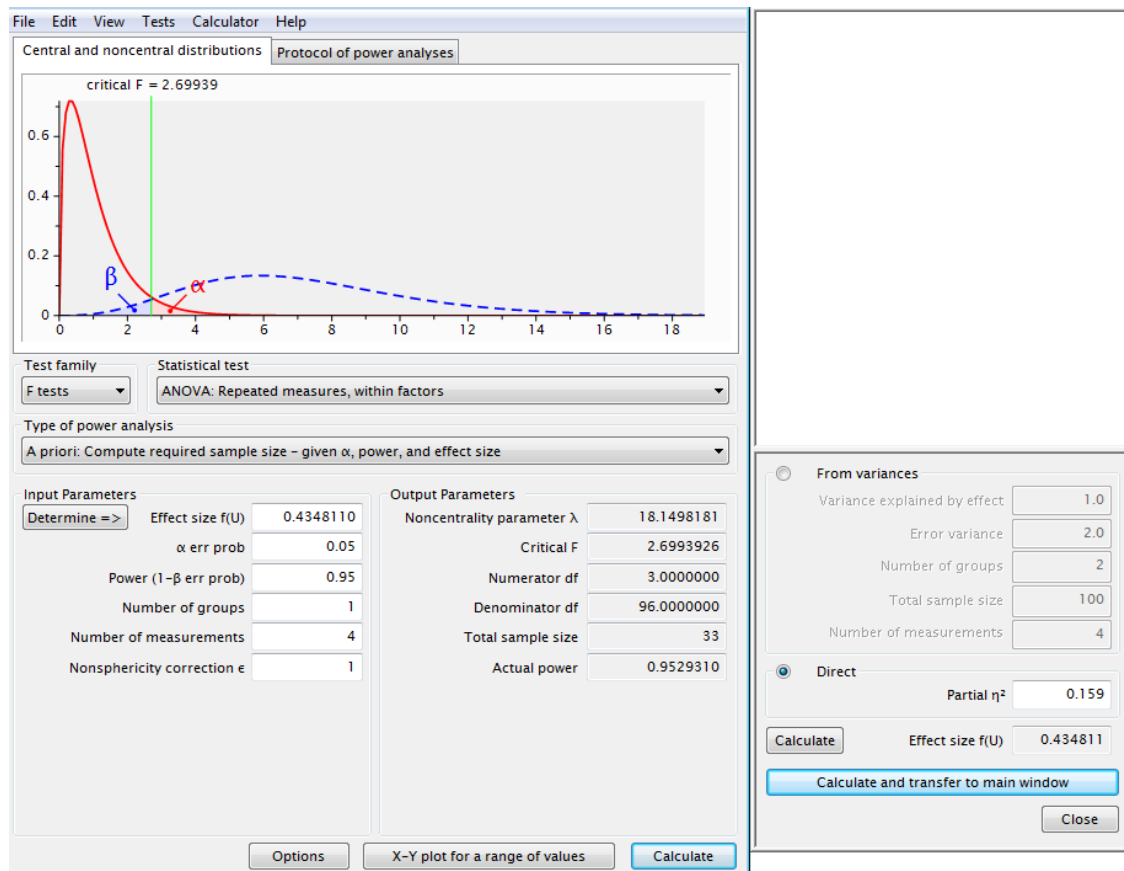 File Edit View Tests Calculator Help
Central and noncentral distributions Protocol of power analyses
critical F = 2.69939
0.6
0.4
0.2
0
β
α
0 2 4 6 8 10 12 14 16 18
Test family
F tests
Statistical test
ANOVA: Repeated measures, within factors
Type of power analysis
A priori: Compute required sample size – given α, power, and effect size
Input Parameters
Determine => Effect size f(U) 0.4348110
α err prob 0.05
Power (1–β err prob) 0.95
Number of groups 1
Number of measurements 4
Nonsphericity correction ϵ 1
Output Parameters
Noncentrality parameter λ 18.1498181
Critical F 2.6993926
Numerator df 3.0000000
Denominator df 96.0000000
Total sample size 33
Actual power 0.9529310
Options X–Y plot for a range of values Calculate
From variances
Variance explained by effect 1.0
Error variance 2.0
Number of groups 2
Total sample size 100
Number of measurements 4
Direct
Partial η² 0.159
Calculate Effect size f(U) 0.434811
Calculate and transfer to main window
Close